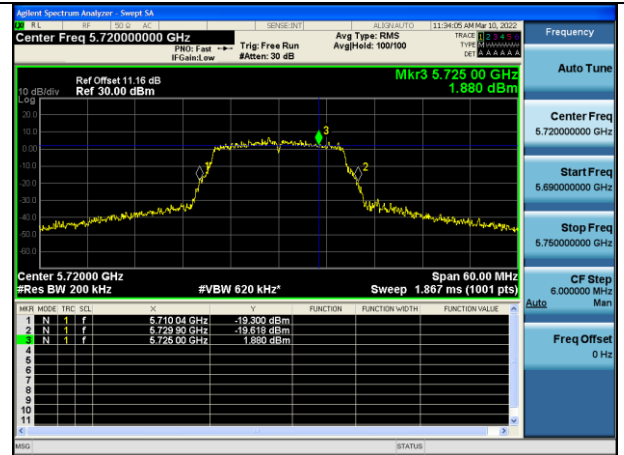 Agilent Spectrum Analyzer - Swept SA
RL RF 50 Ω AC SENSE:INT ALIGNAUTO 11:34:05 AM Mar 10, 2022
Center Freq 5.720000000 GHz
PNO: Fast
IFGain:Low
Trig: Free Run
#Atten: 30 dB
Avg Type: RMS
Avg|Hold: 100/100
TRACE 1 2 3 4 5 6
TYPE MWWWWW
DET A A A A A A
Ref Offset 11.16 dB
10 dB/div Ref 30.00 dBm
Log
Mkr3 5.725 00 GHz
1.880 dBm
20.0
10.0
0.00
-10.0
-20.0
-30.0
-40.0
-50.0
-60.0
1
2
3
Center 5.72000 GHz Span 60.00 MHz
#Res BW 200 kHz #VBW 620 kHz* Sweep 1.867 ms (1001 pts)
MKR MODE TRC SCL X Y FUNCTION FUNCTION WIDTH FUNCTION VALUE
1 N 1 f 5.710 04 GHz -19.300 dBm
2 N 1 f 5.729 90 GHz -19.618 dBm
3 N 1 f 5.725 00 GHz 1.880 dBm
4
5
6
7
8
9
10
11
MSG STATUS
Frequency
Auto Tune
Center Freq
5.720000000 GHz
Start Freq
5.690000000 GHz
Stop Freq
5.750000000 GHz
CF Step
6.000000 MHz
Auto Man
Freq Offset
0 Hz